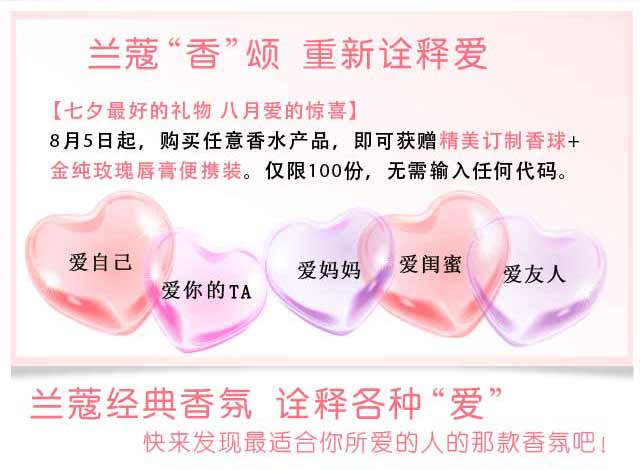 兰蔻“香”颂 重新诠释爱
【七夕最好的礼物 八月爱的惊喜】
8月5日起，购买任意香水产品，即可获赠精美订制香球+
金纯玫瑰唇膏便携装。仅限100份，无需输入任何代码。
爱自己
爱你的TA
爱妈妈
爱闺蜜
爱友人
兰蔻经典香氛 诠释各种“爱”
快来发现最适合你所爱的人的那款香氛吧！